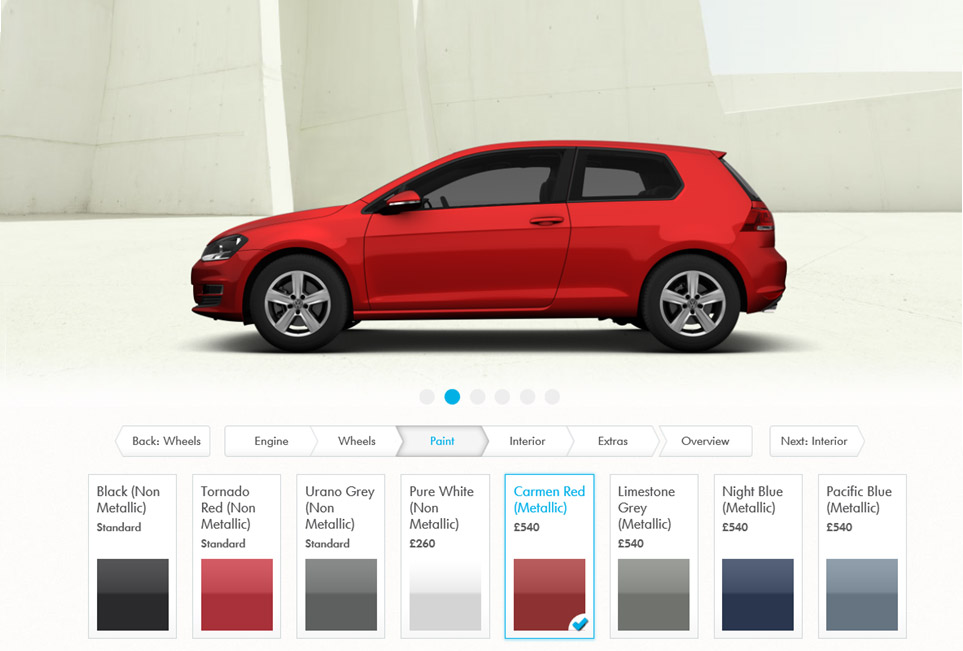 Back: Wheels
Engine
Wheels
Paint
Interior
Extras
Overview
Next: Interior
Black (Non
Metallic)
Standard
Tornado
Red (Non
Metallic)
Standard
Urano Grey
(Non
Metallic)
Standard
Pure White
(Non
Metallic)
£260
Carmen Red
(Metallic)
£540
Limestone
Grey
(Metallic)
£540
Night Blue
(Metallic)
£540
Pacific Blue
(Metallic)
£540